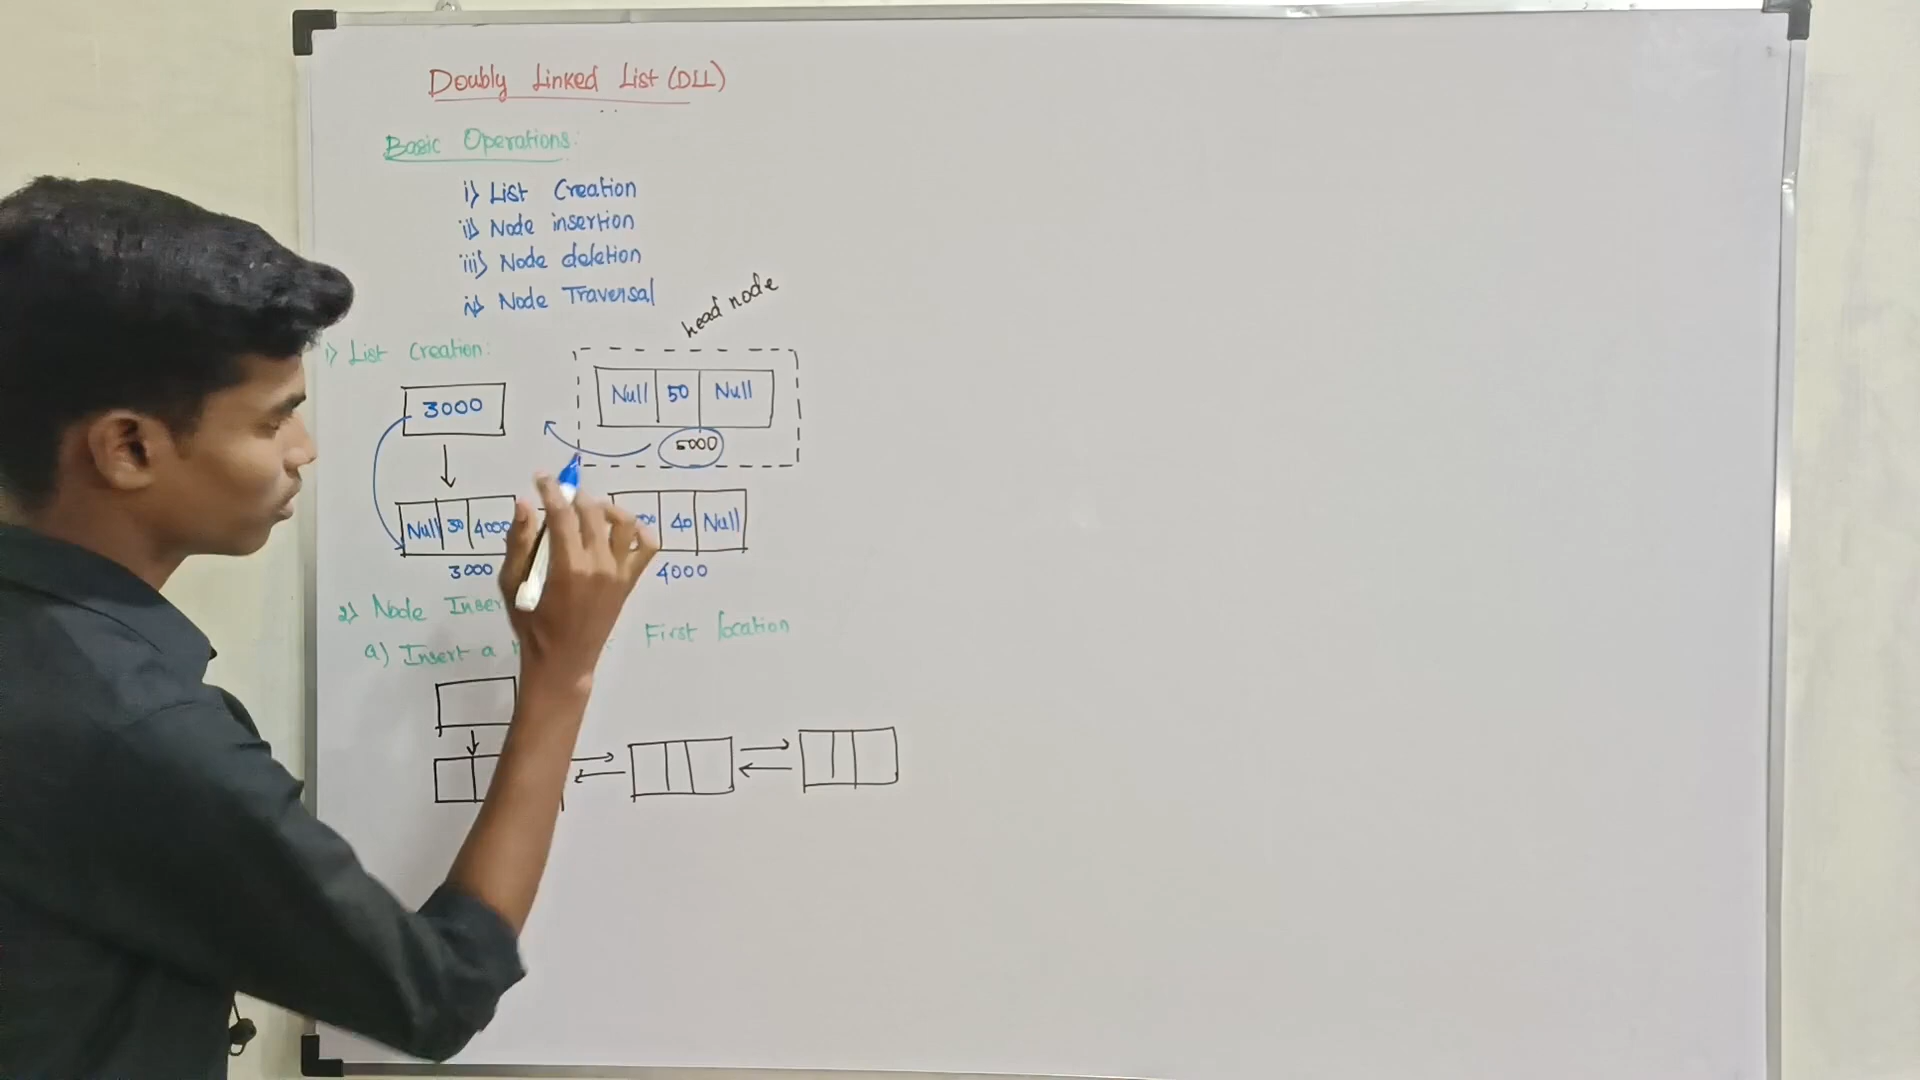 Doubly Linked List (DLL)
Basic Operations:
i) List Creation
ii) Node insertion
iii) Node deletion
iv) Node Traversal
head node
i) List Creation:
3000
Null 50 Null
5000
Null 30 4000
40 Null
3000
4000
2) Node
a) Insert a First location